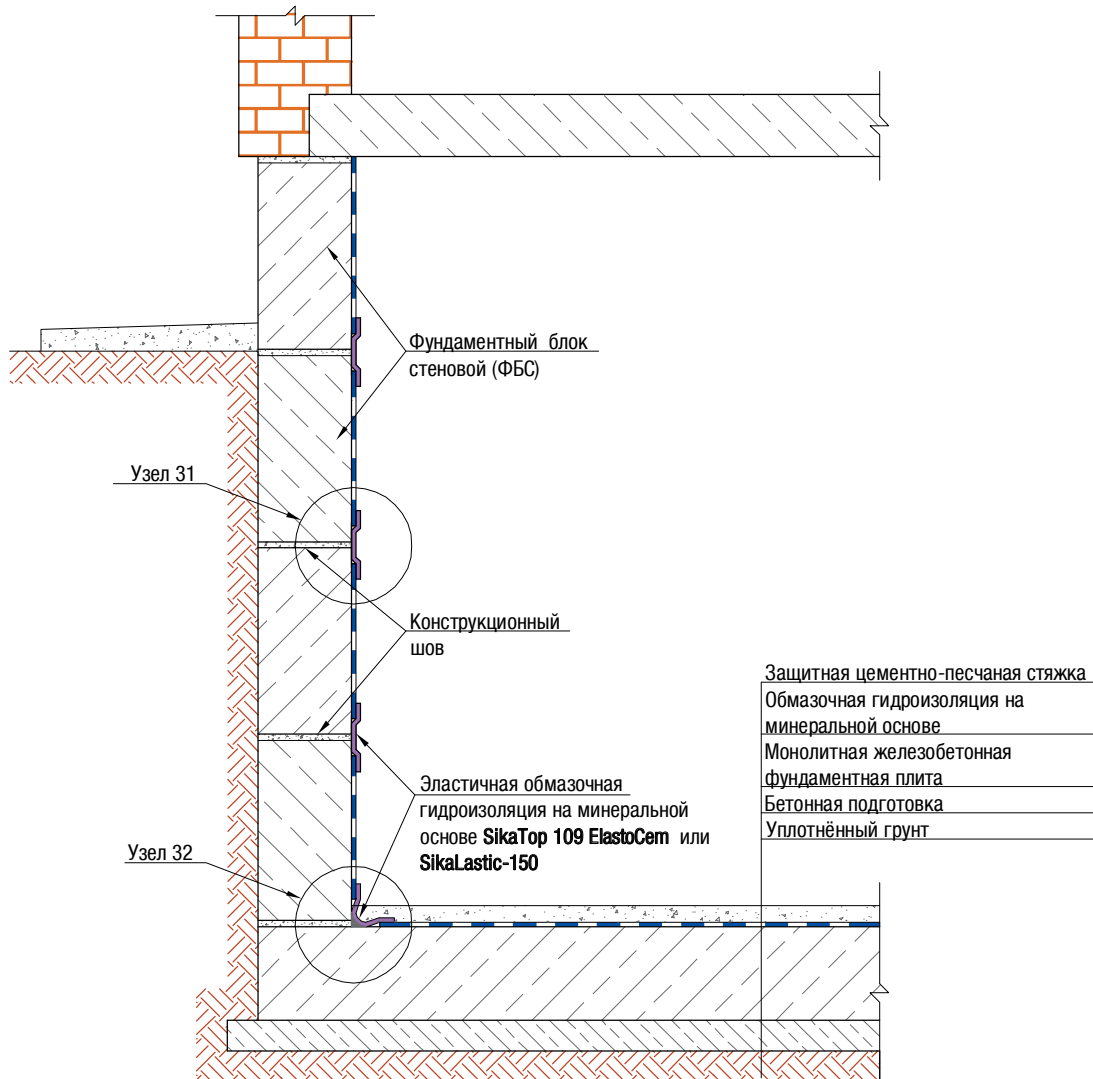 Фундаментный блок
стеновой (ФБС)
Узел 31
Конструкционный
шов
Защитная цементно-песчаная стяжка
Обмазочная гидроизоляция на
минеральной основе
Монолитная железобетонная
фундаментная плита
Бетонная подготовка
Уплотнённый грунт
Эластичная обмазочная
гидроизоляция на минеральной
основе SikaTop 109 ElastoCem или
SikaLastic-150
Узел 32